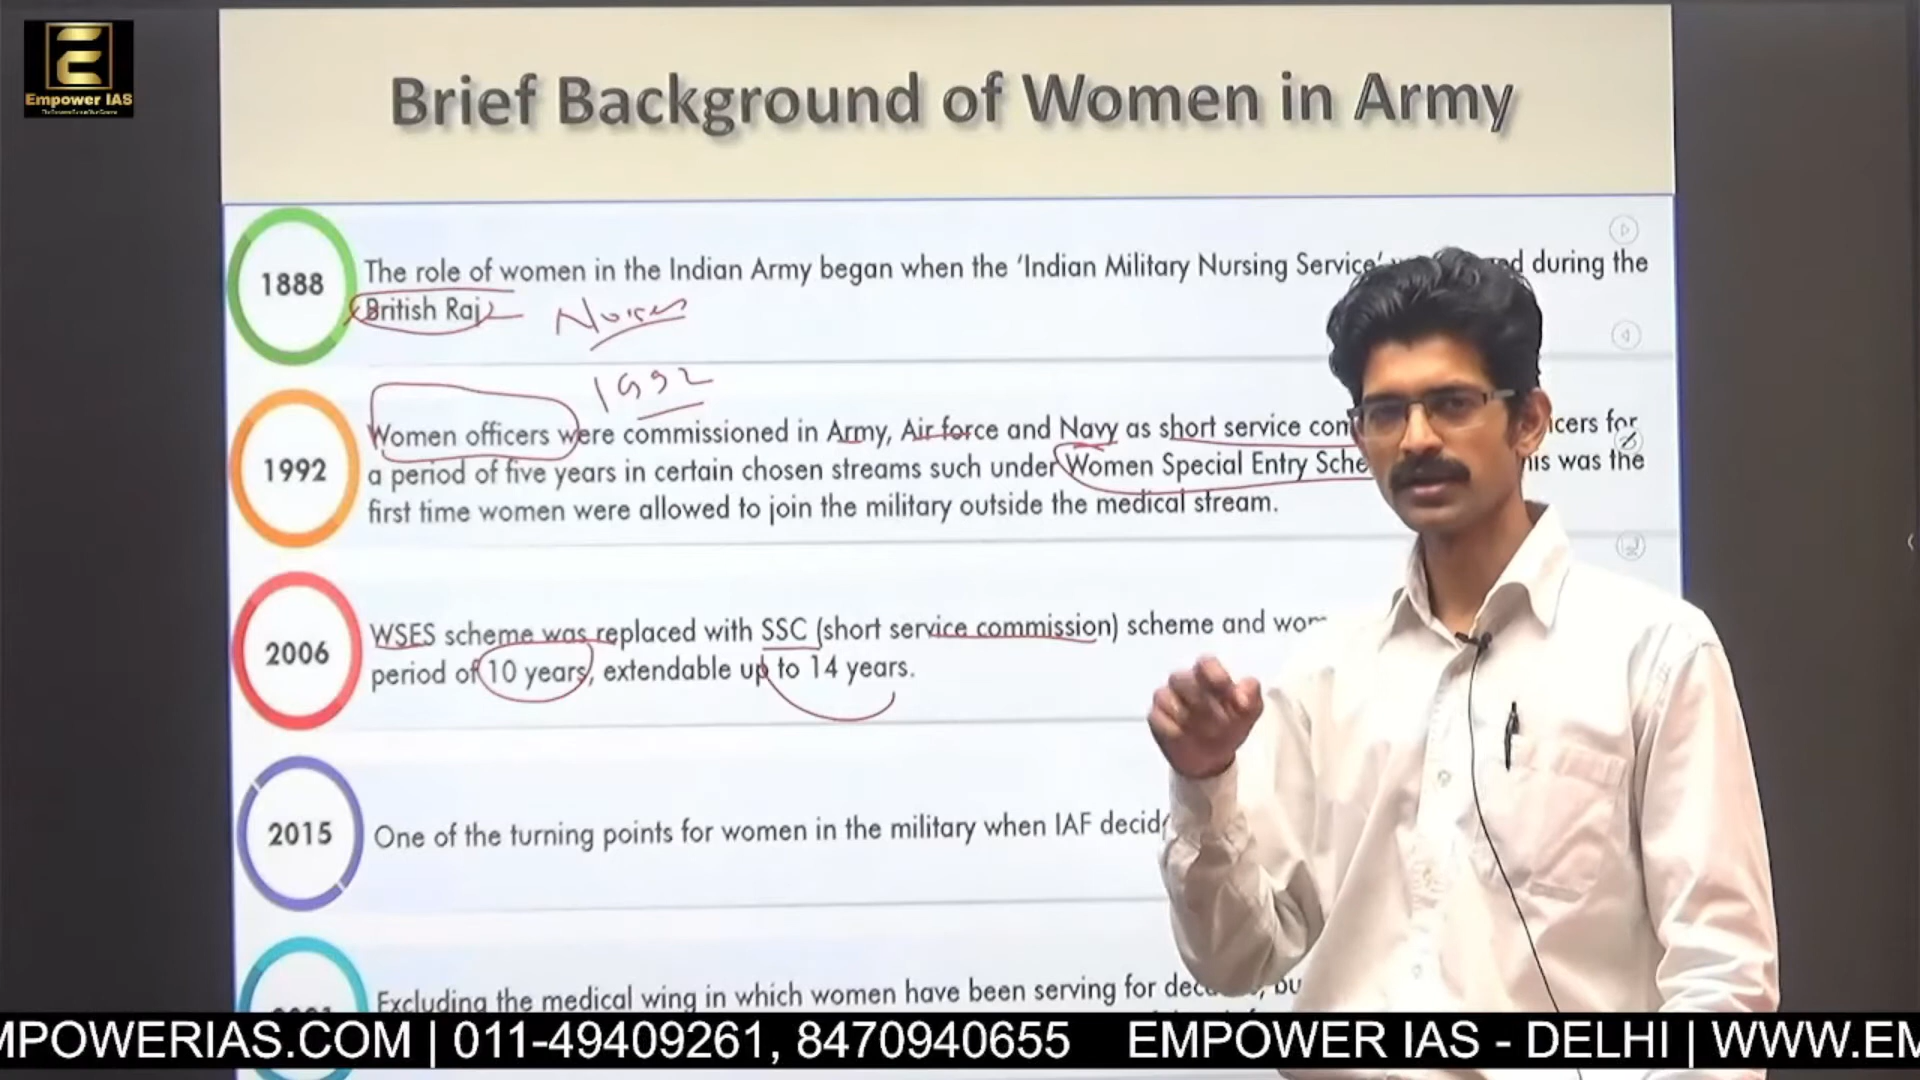 Empower IAS
Brief Background of Women in Army
1888
The role of women in the Indian Army began when the 'Indian Military Nursing Service' during the
British Raj
Nurses
1992
1992
Women officers were commissioned in Army, Air force and Navy as short service
a period of five years in certain chosen streams such under Women Special Entry was the
first time women were allowed to join the military outside the medical stream.
2006
WSES scheme was replaced with SSC (short service commission) scheme and
period of 10 years, extendable up to 14 years.
2015
One of the turning points for women in the military when IAF
Excluding the medical wing in which women have been serving for
MPOWERIAS.COM | 011-49409261, 8470940655 EMPOWER IAS - DELHI | WWW.EM